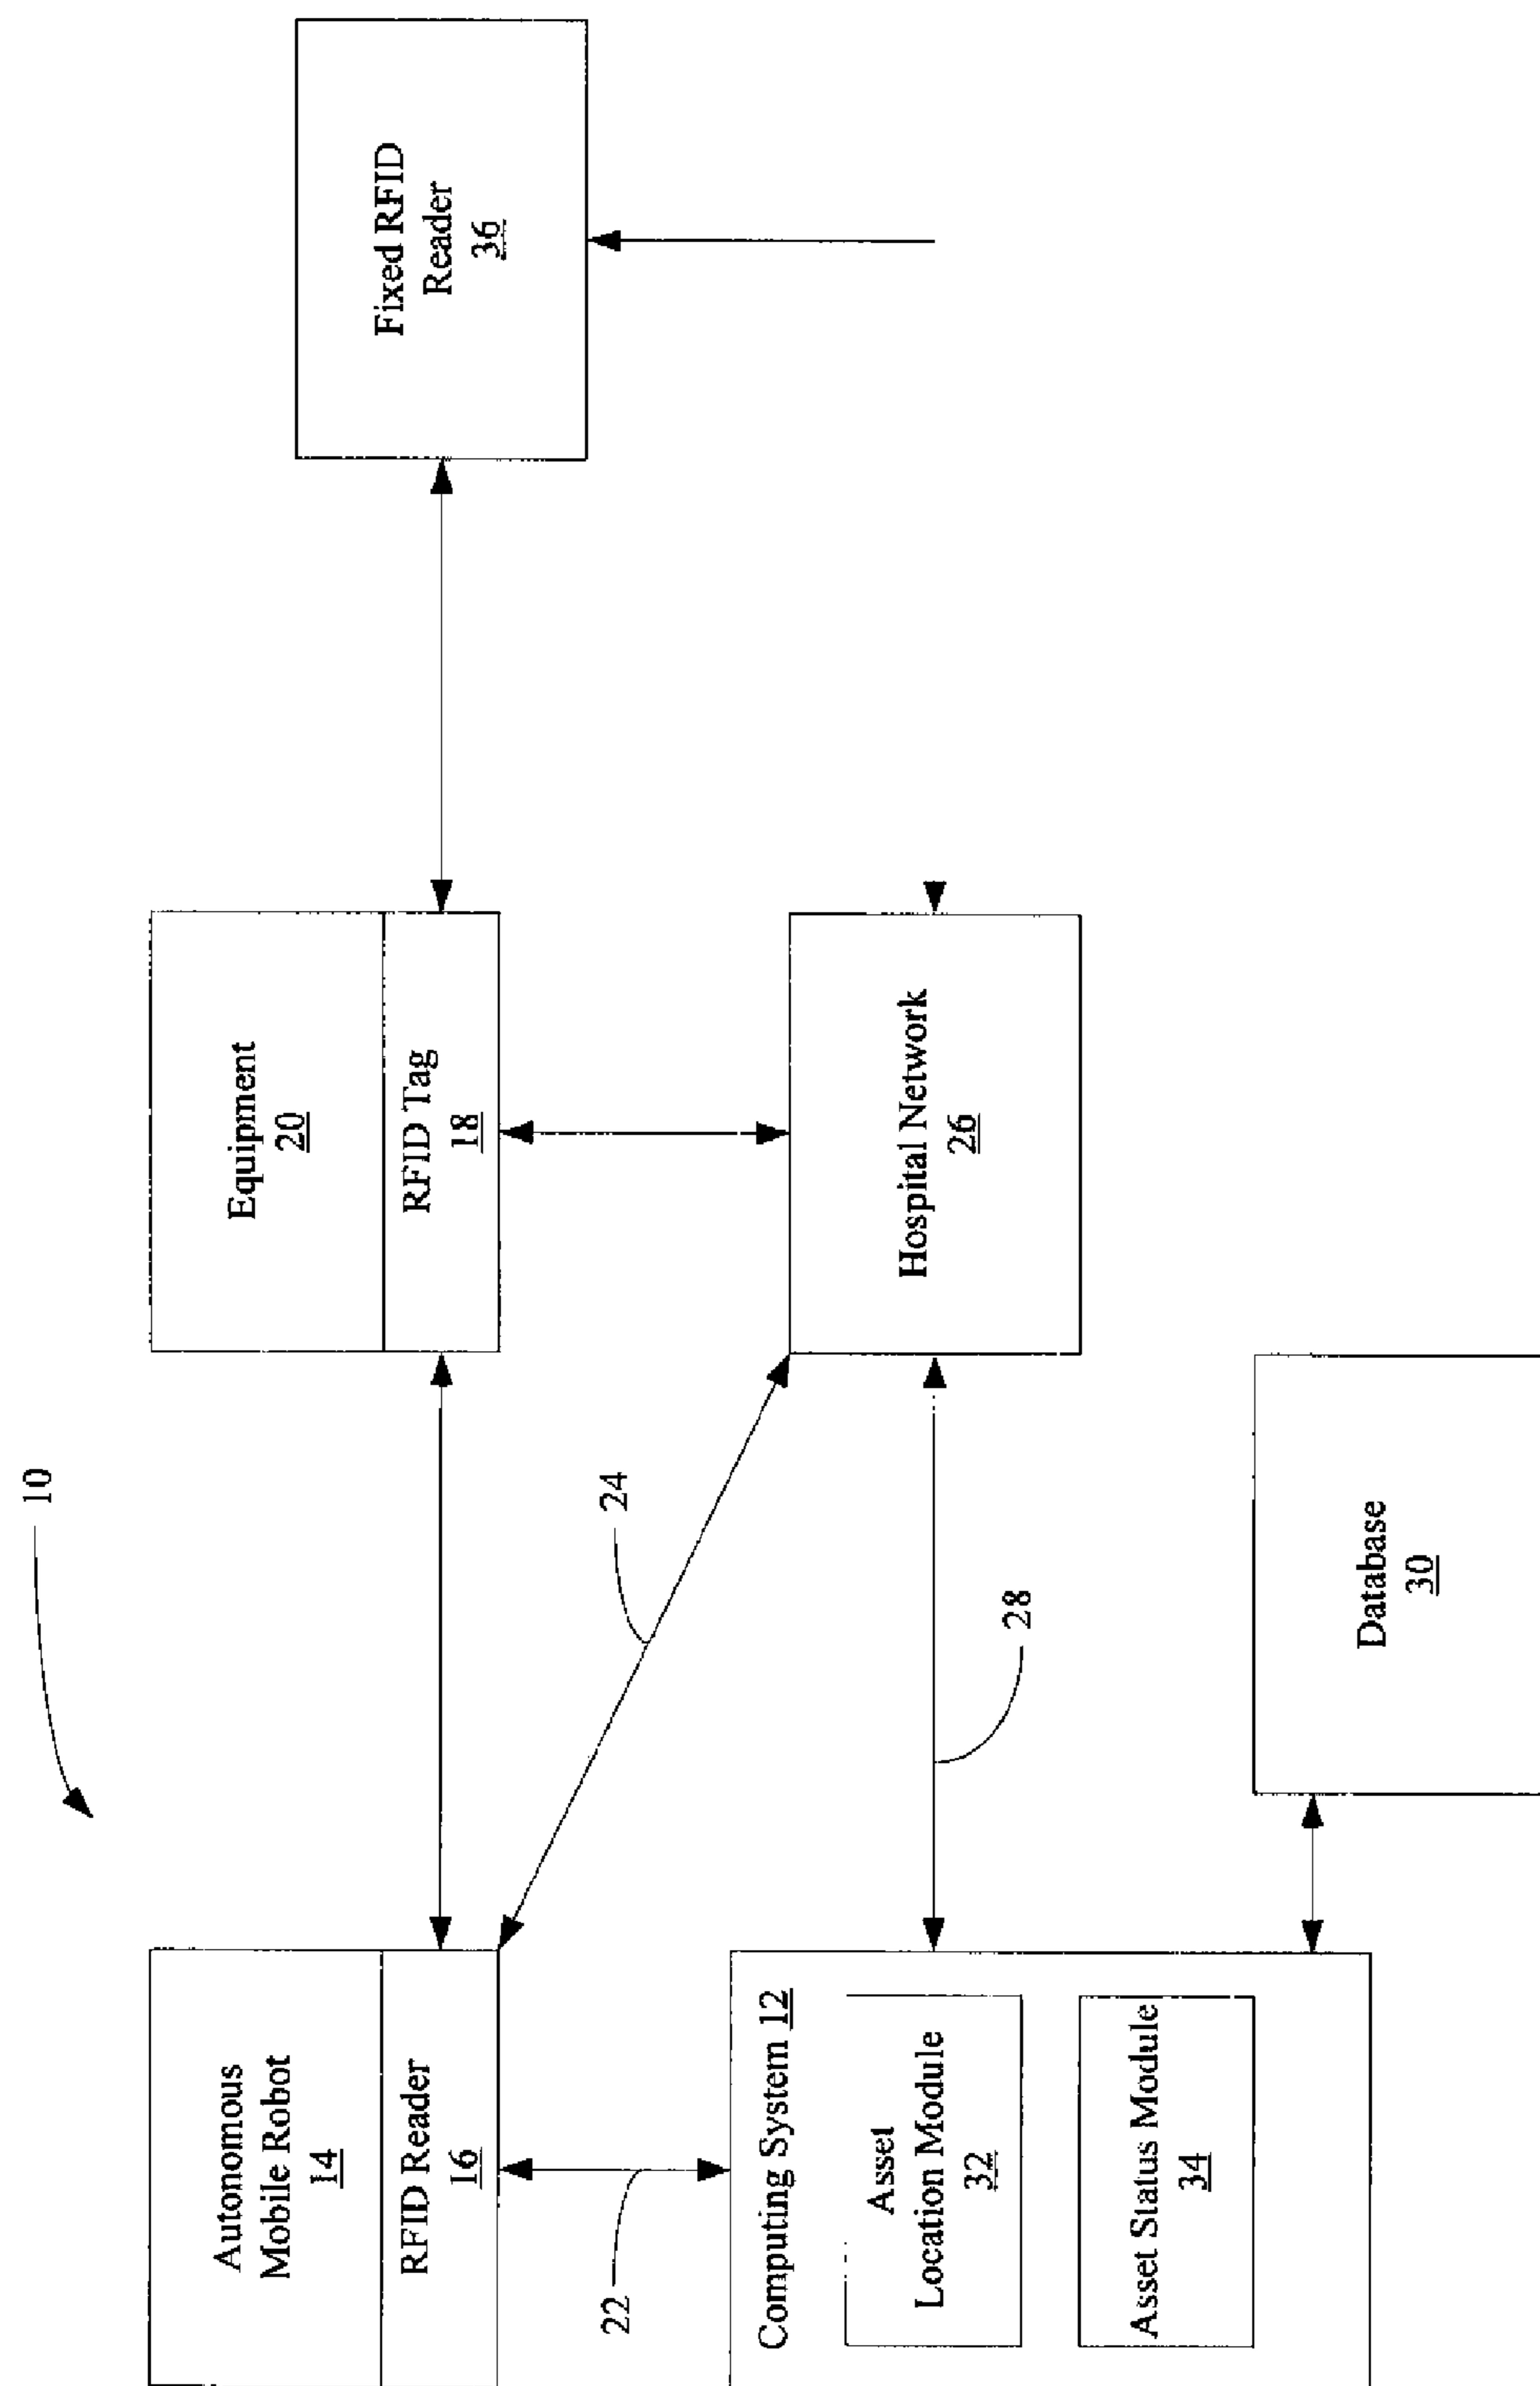 10
Autonomous
Mobile Robot
14
RFID Reader
16
Equipment
20
RFID Tag
18
Fixed RFID
Reader
36
22
24
Computing System 12
Asset
Location Module
32
Asset Status Module
34
28
Hospital Network
26
Database
30